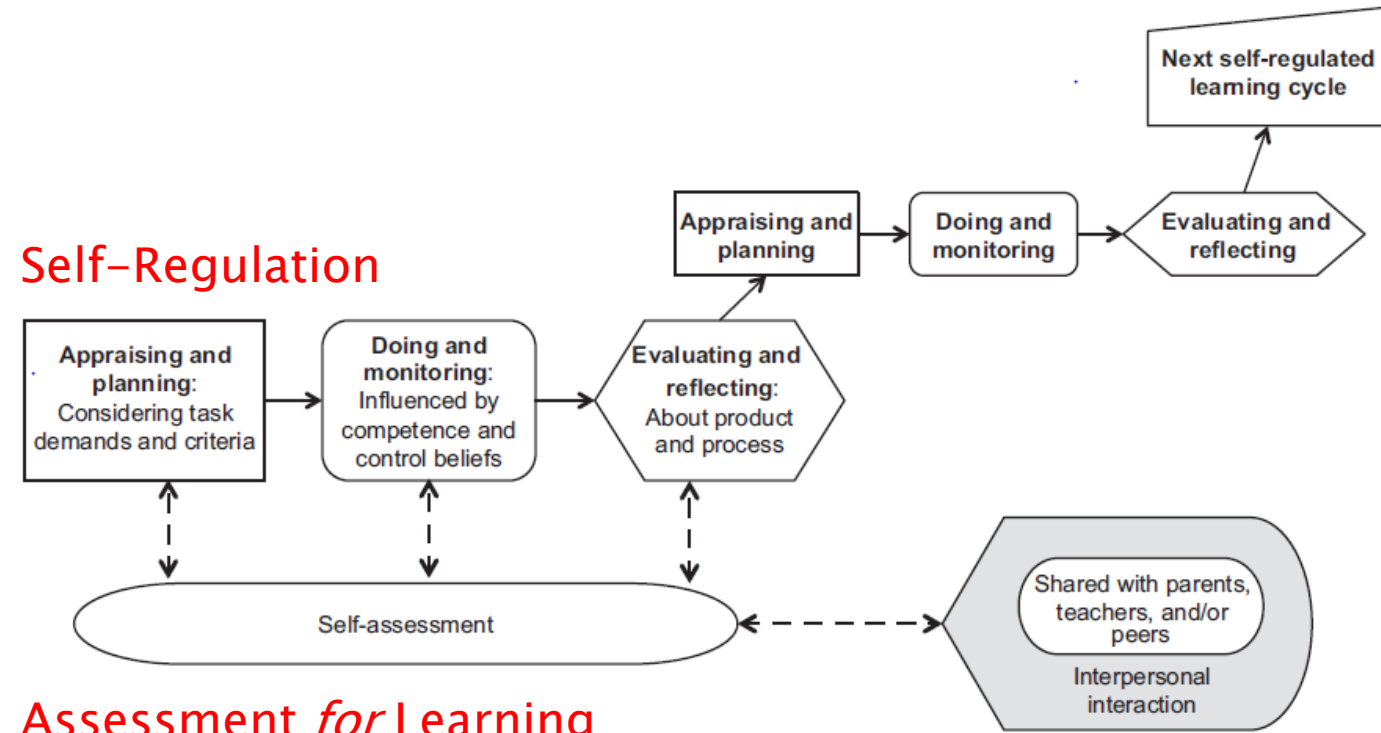 Next self-regulated
learning cycle
Appraising and
planning
Doing and
monitoring
Evaluating and
reflecting
Self-Regulation
Appraising and
planning:
Considering task
demands and criteria
Doing and
monitoring:
Influenced by
competence and
control beliefs
Evaluating and
reflecting:
About product
and process
Self-assessment
Shared with parents,
teachers, and/or
peers
Interpersonal
interaction
Assessment for Learning